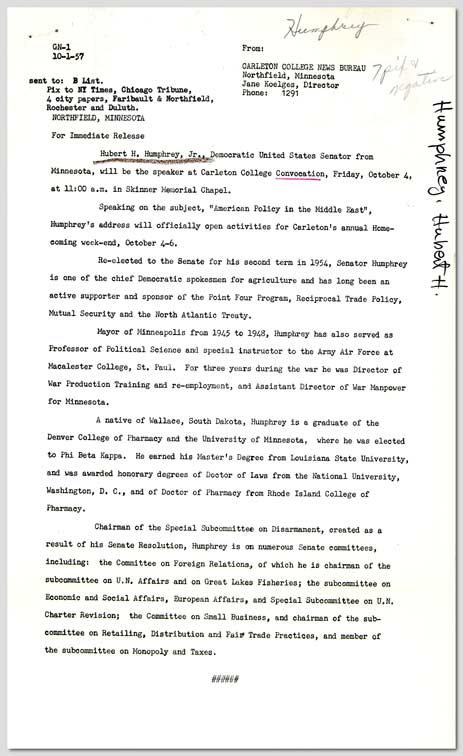 Humphrey
GN-1
10-1-57
From:
CARLETON COLLEGE NEWS BUREAU
Northfield, Minnesota
Jane Koelges, Director
Phone: 1291
7 pix &
negative
sent to: B List.
Pix to NY Times, Chicago Tribune,
4 city papers, Faribault & Northfield,
Rochester and Duluth.
NORTHFIELD, MINNESOTA
Humphrey, Hubert H.
For Immediate Release
Hubert H. Humphrey, Jr., Democratic United States Senator from
Minnesota, will be the speaker at Carleton College Convocation, Friday, October 4,
at 11:00 a.m. in Skinner Memorial Chapel.
Speaking on the subject, "American Policy in the Middle East",
Humphrey's address will officially open activities for Carleton's annual Home-
coming week-end, October 4-6.
Re-elected to the Senate for his second term in 1954, Senator Humphrey
is one of the chief Democratic spokesmen for agriculture and has long been an
active supporter and sponsor of the Point Four Program, Reciprocal Trade Policy,
Mutual Security and the North Atlantic Treaty.
Mayor of Minneapolis from 1945 to 1948, Humphrey has also served as
Professor of Political Science and special instructor to the Army Air Force at
Macalester College, St. Paul. For three years during the war he was Director of
War Production Training and re-employment, and Assistant Director of War Manpower
for Minnesota.
A native of Wallace, South Dakota, Humphrey is a graduate of the
Denver College of Pharmacy and the University of Minnesota, where he was elected
to Phi Beta Kappa. He earned his Master's Degree from Louisiana State University,
and was awarded honorary degrees of Doctor of Laws from the National University,
Washington, D. C., and of Doctor of Pharmacy from Rhode Island College of
Pharmacy.
Chairman of the Special Subcommittee on Disarmament, created as a
result of his Senate Resolution, Humphrey is on numerous Senate committees,
including: the Committee on Foreign Relations, of which he is chairman of the
subcommittee on U.N. Affairs and on Great Lakes Fisheries; the subcommittee on
Economic and Social Affairs, European Affairs, and Special Subcommittee on U.N.
Charter Revision; the Committee on Small Business, and chairman of the sub-
committee on Retailing, Distribution and Fair Trade Practices, and member of
the subcommittee on Monopoly and Taxes.
######